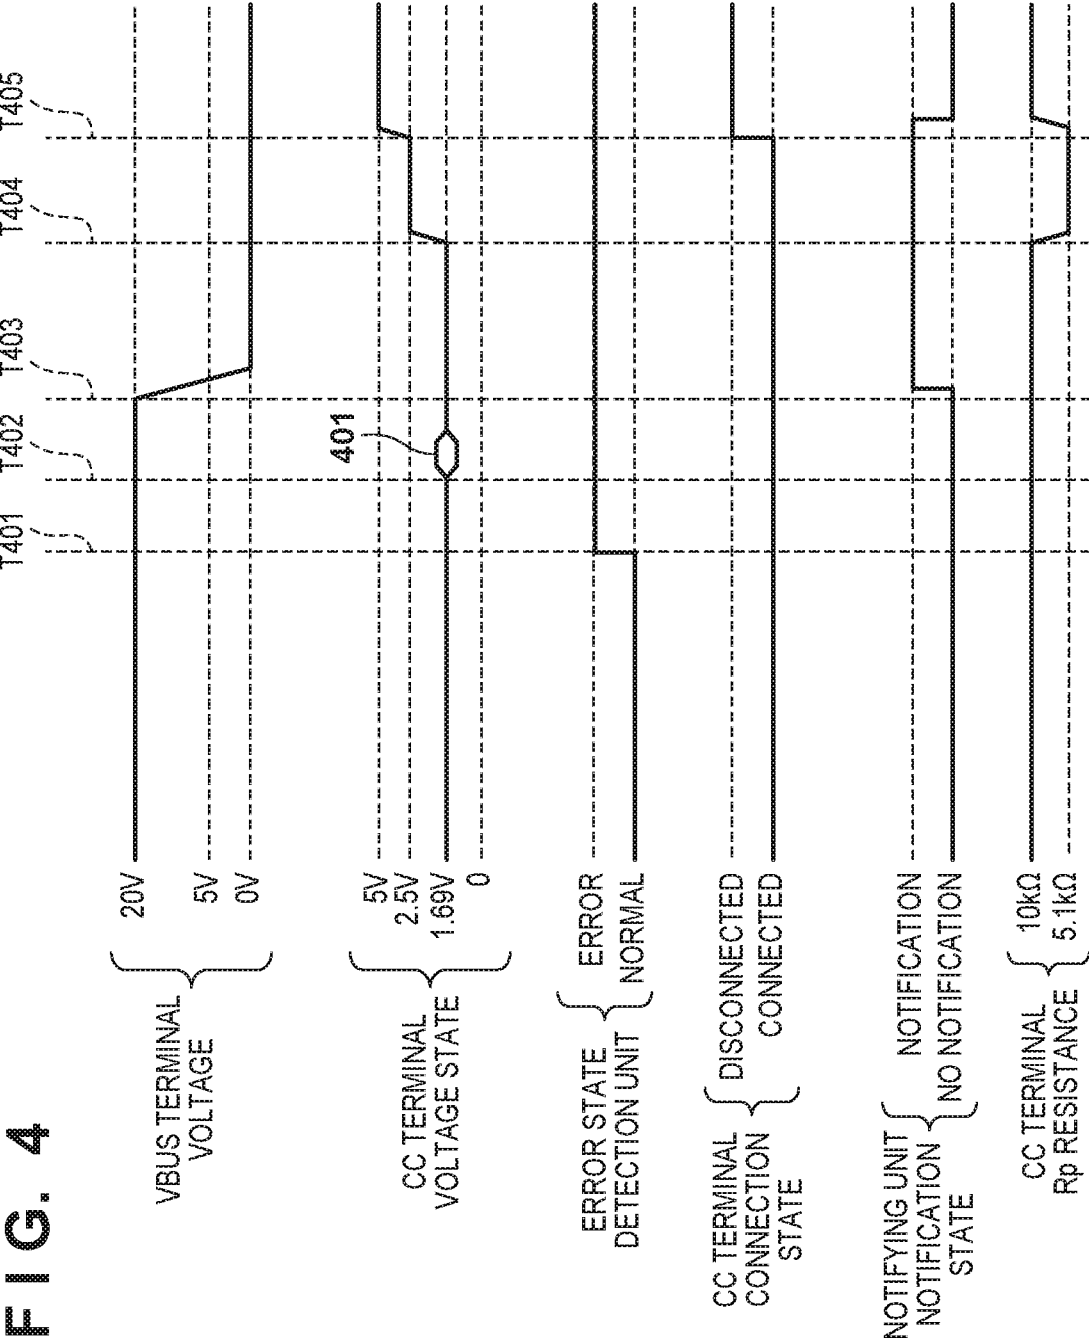 FIG. 4
T401
T402
T403
T404
T405
VBUS TERMINAL
VOLTAGE
20V
5V
0V
CC TERMINAL
VOLTAGE STATE
5V
2.5V
1.69V
0
401
ERROR STATE
DETECTION UNIT
ERROR
NORMAL
CC TERMINAL
CONNECTION
STATE
DISCONNECTED
CONNECTED
NOTIFYING UNIT
NOTIFICATION
STATE
NOTIFICATION
NO NOTIFICATION
CC TERMINAL
Rp RESISTANCE
10kΩ
5.1kΩ